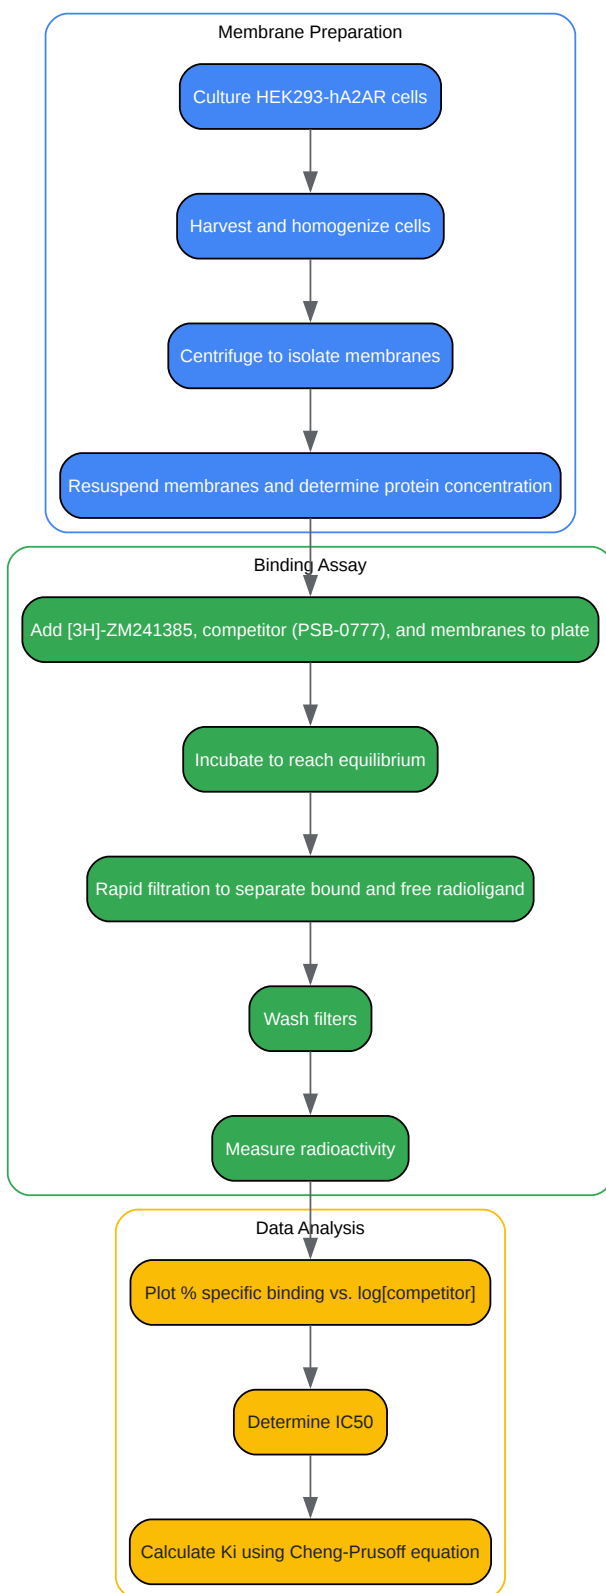 Membrane Preparation
Culture HEK293-hA2AR cells
Harvest and homogenize cells
Centrifuge to isolate membranes
Resuspend membranes and determine protein concentration
Binding Assay
Add [3H]-ZM241385, competitor (PSB-0777), and membranes to plate
Incubate to reach equilibrium
Rapid filtration to separate bound and free radioligand
Wash filters
Measure radioactivity
Data Analysis
Plot % specific binding vs. log[competitor]
Determine IC50
Calculate Ki using Cheng-Prusoff equation